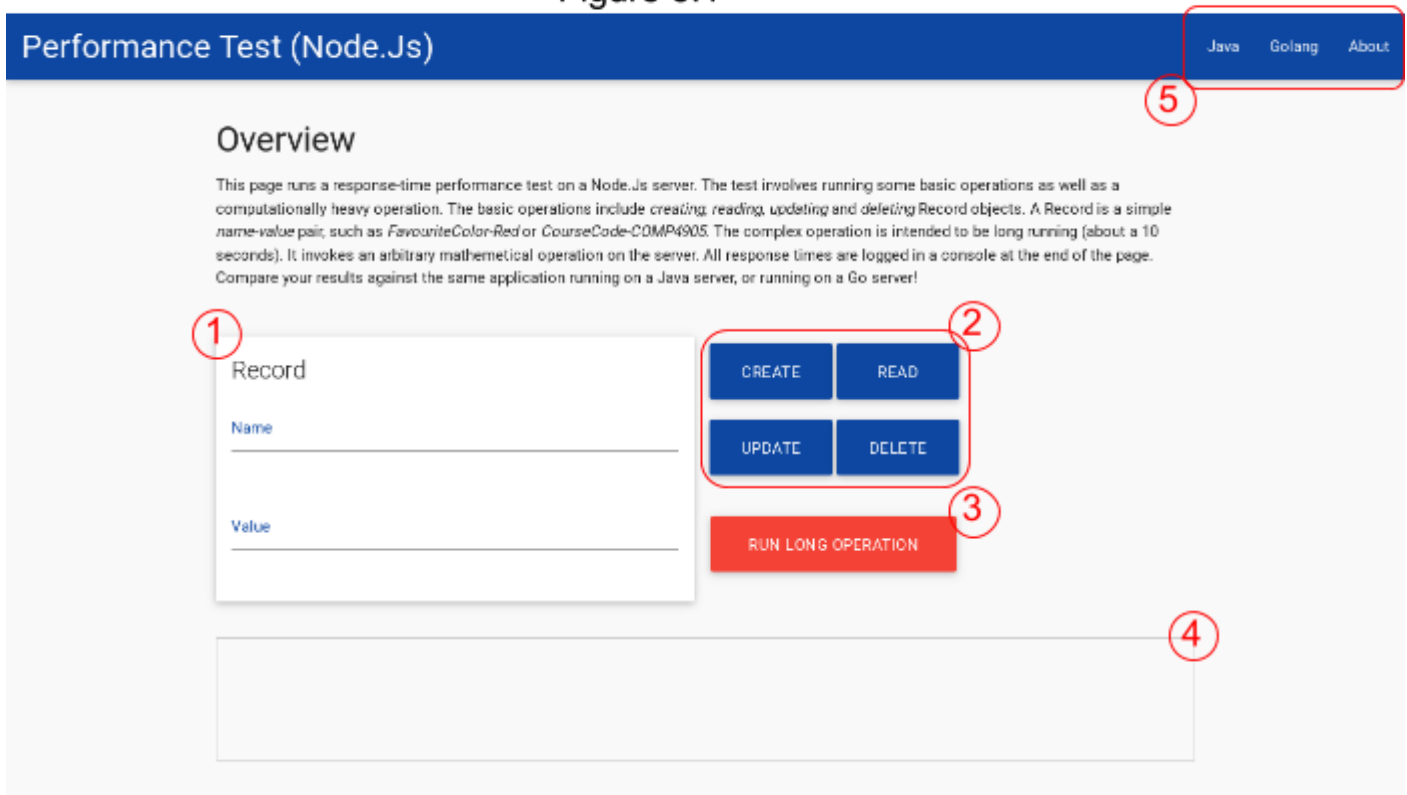 Performance Test (Node.Js)
Java Golang About
5
Overview
This page runs a response-time performance test on a Node.Js server. The test involves running some basic operations as well as a
computationally heavy operation. The basic operations include creating, reading, updating and deleting Record objects. A Record is a simple
name-value pair, such as FavouriteColor-Red or CourseCode-COMP4905. The complex operation is intended to be long running (about a 10
seconds). It invokes an arbitrary mathemetical operation on the server. All response times are logged in a console at the end of the page.
Compare your results against the same application running on a Java server, or running on a Go server!
1
Record
Name
Value
2
CREATE READ
UPDATE DELETE
3
RUN LONG OPERATION
4